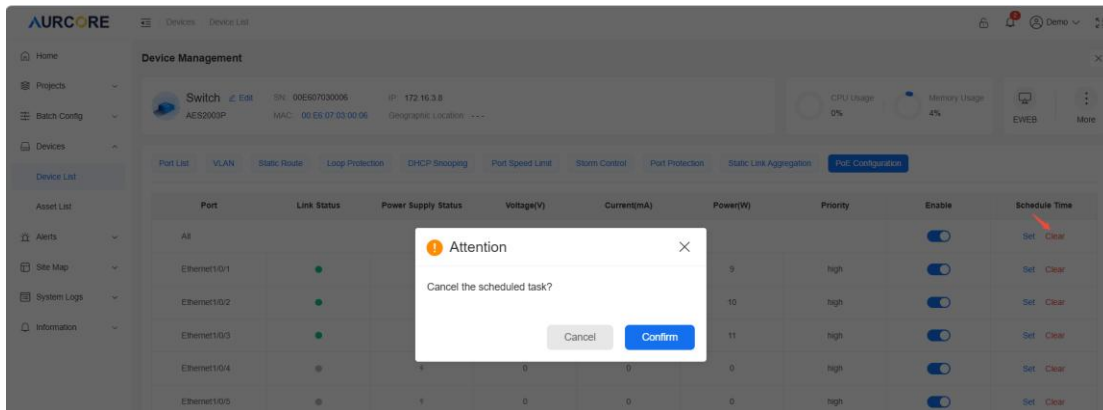 AURCORE
Devices Device List
2
Demo
Home
Projects
Batch Config
Devices
Device List
Asset List
Alerts
Site Map
System Logs
Information
Device Management
Switch Edit
AES2003P
SN: 00E607030006
IP: 172.16.3.8
MAC: 00:E6:07:03:00:06
Geographic Location: ---
CPU Usage
0%
Memory Usage
4%
EWEB
More
Port List VLAN Static Route Loop Protection DHCP Snooping Port Speed Limit Storm Control Port Protection Static Link Aggregation PoE Configuration
Port Link Status Power Supply Status Voltage(V) Current(mA) Power(W) Priority Enable Schedule Time
All Set Clear
Ethernet1/0/1 9 high Set Clear
Ethernet1/0/2 10 high Set Clear
Ethernet1/0/3 11 high Set Clear
Ethernet1/0/4 0 0 0 high Set Clear
Ethernet1/0/5 0 0 0 high Set Clear
Attention
Cancel the scheduled task?
Cancel Confirm